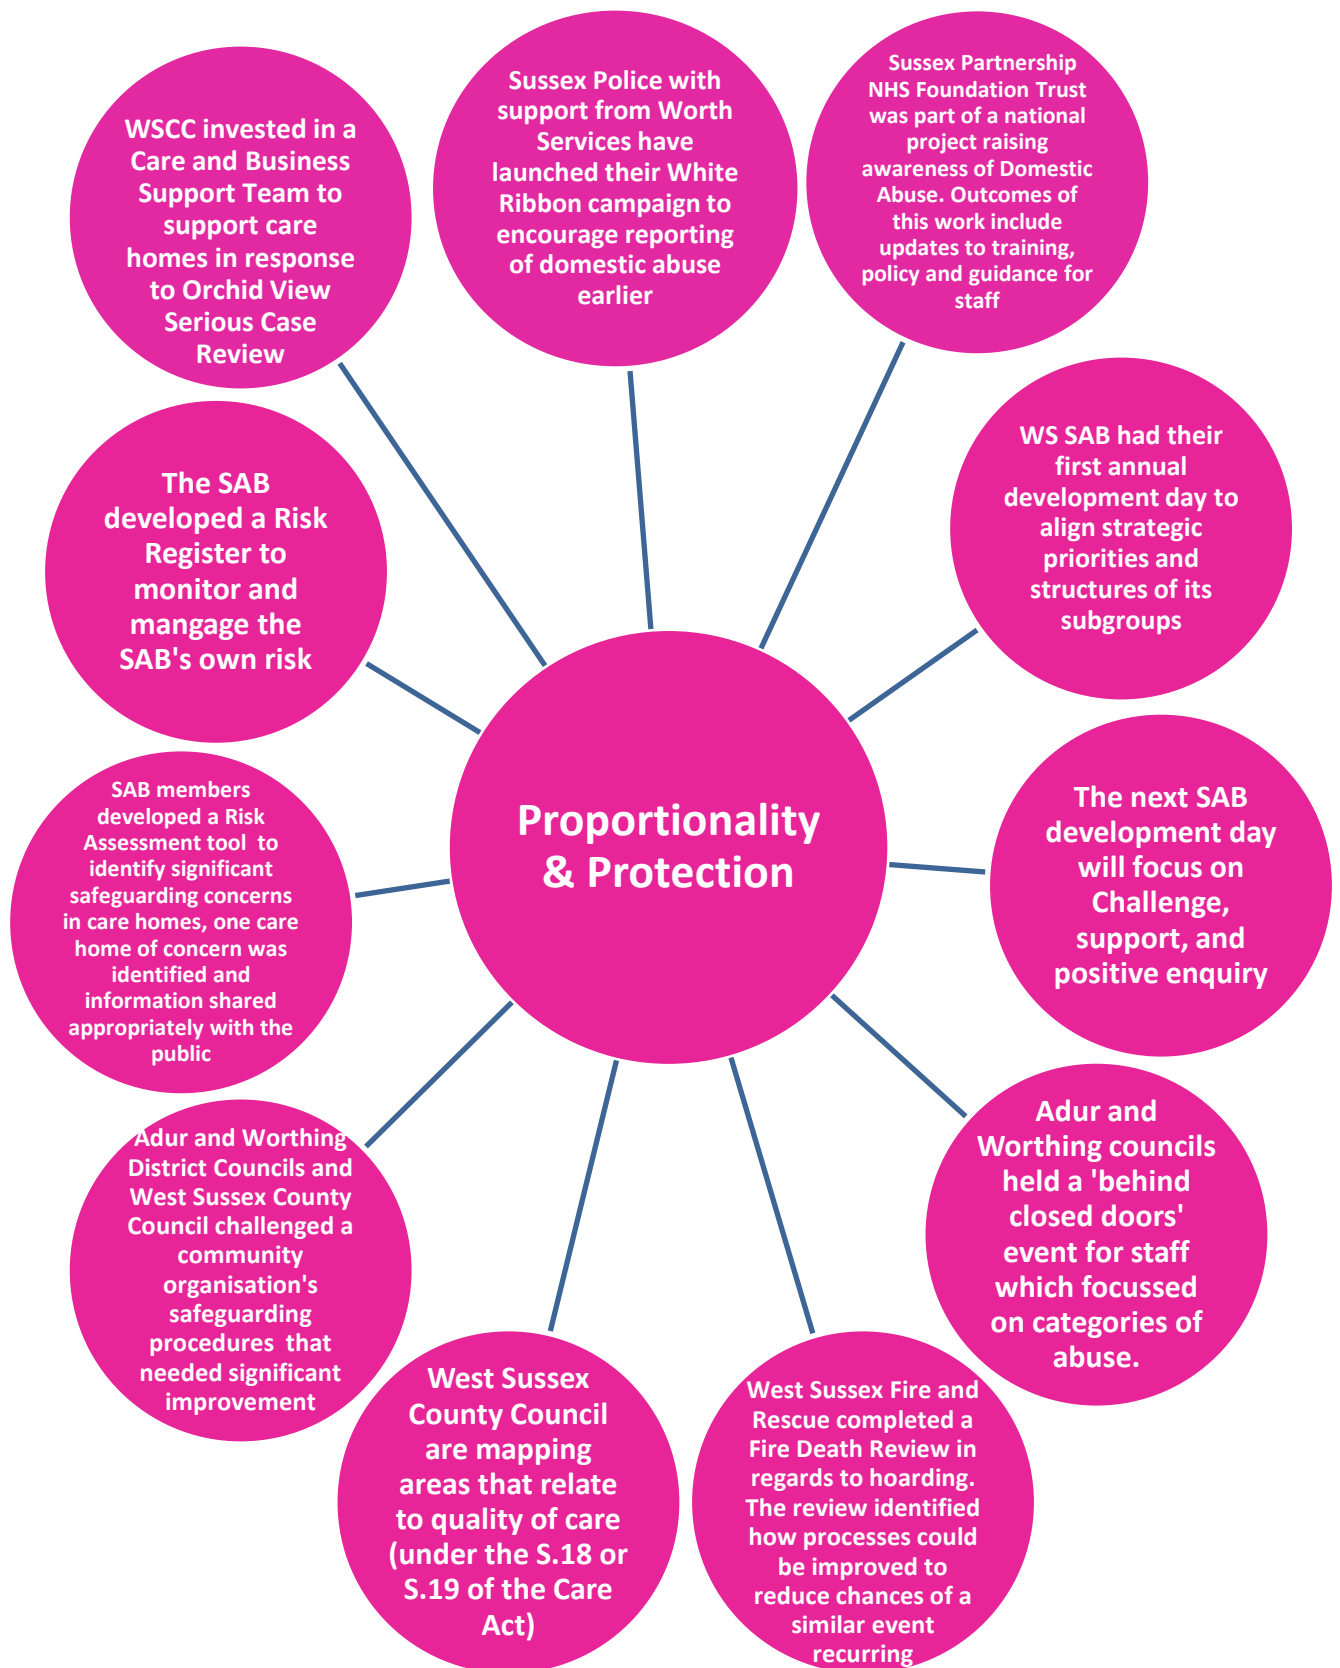 Sussex Police with
support from Worth
Services have
launched their White
Ribbon campaign to
encourage reporting
of domestic abuse
earlier
Sussex Partnership
NHS Foundation Trust
was part of a national
project raising
awareness of Domestic
Abuse. Outcomes of
this work include
updates to training,
policy and guidance for
staff
WS SAB had their
first annual
development day to
align strategic
priorities and
structures of its
subgroups
The next SAB
development day
will focus on
Challenge,
support, and
positive enquiry
Adur and
Worthing councils
held a 'behind
closed doors'
event for staff
which focussed
on categories of
abuse.
West Sussex Fire and
Rescue completed a
Fire Death Review in
regards to hoarding.
The review identified
how processes could
be improved to
reduce chances of a
similar event
recurring
West Sussex
County Council
are mapping
areas that relate
to quality of care
(under the S.18 or
S.19 of the Care
Act)
Adur and Worthing
District Councils and
West Sussex County
Council challenged a
community
organisation's
safeguarding
procedures that
needed significant
improvement
SAB members
developed a Risk
Assessment tool to
identify significant
safeguarding concerns
in care homes, one care
home of concern was
identified and
information shared
appropriately with the
public
The SAB
developed a Risk
Register to
monitor and
mangage the
SAB's own risk
WSCC invested in a
Care and Business
Support Team to
support care
homes in response
to Orchid View
Serious Case
Review
Proportionality
& Protection